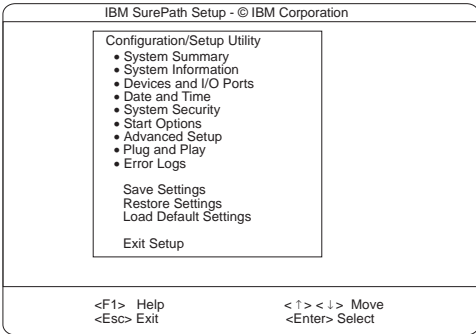 IBM SurePath Setup - © IBM Corporation
Configuration/Setup Utility
• System Summary
• System Information
• Devices and I/O Ports
• Date and Time
• System Security
• Start Options
• Advanced Setup
• Plug and Play
• Error Logs
Save Settings
Restore Settings
Load Default Settings
Exit Setup
<F1> Help <↑> <↓> Move
<Esc> Exit <Enter> Select